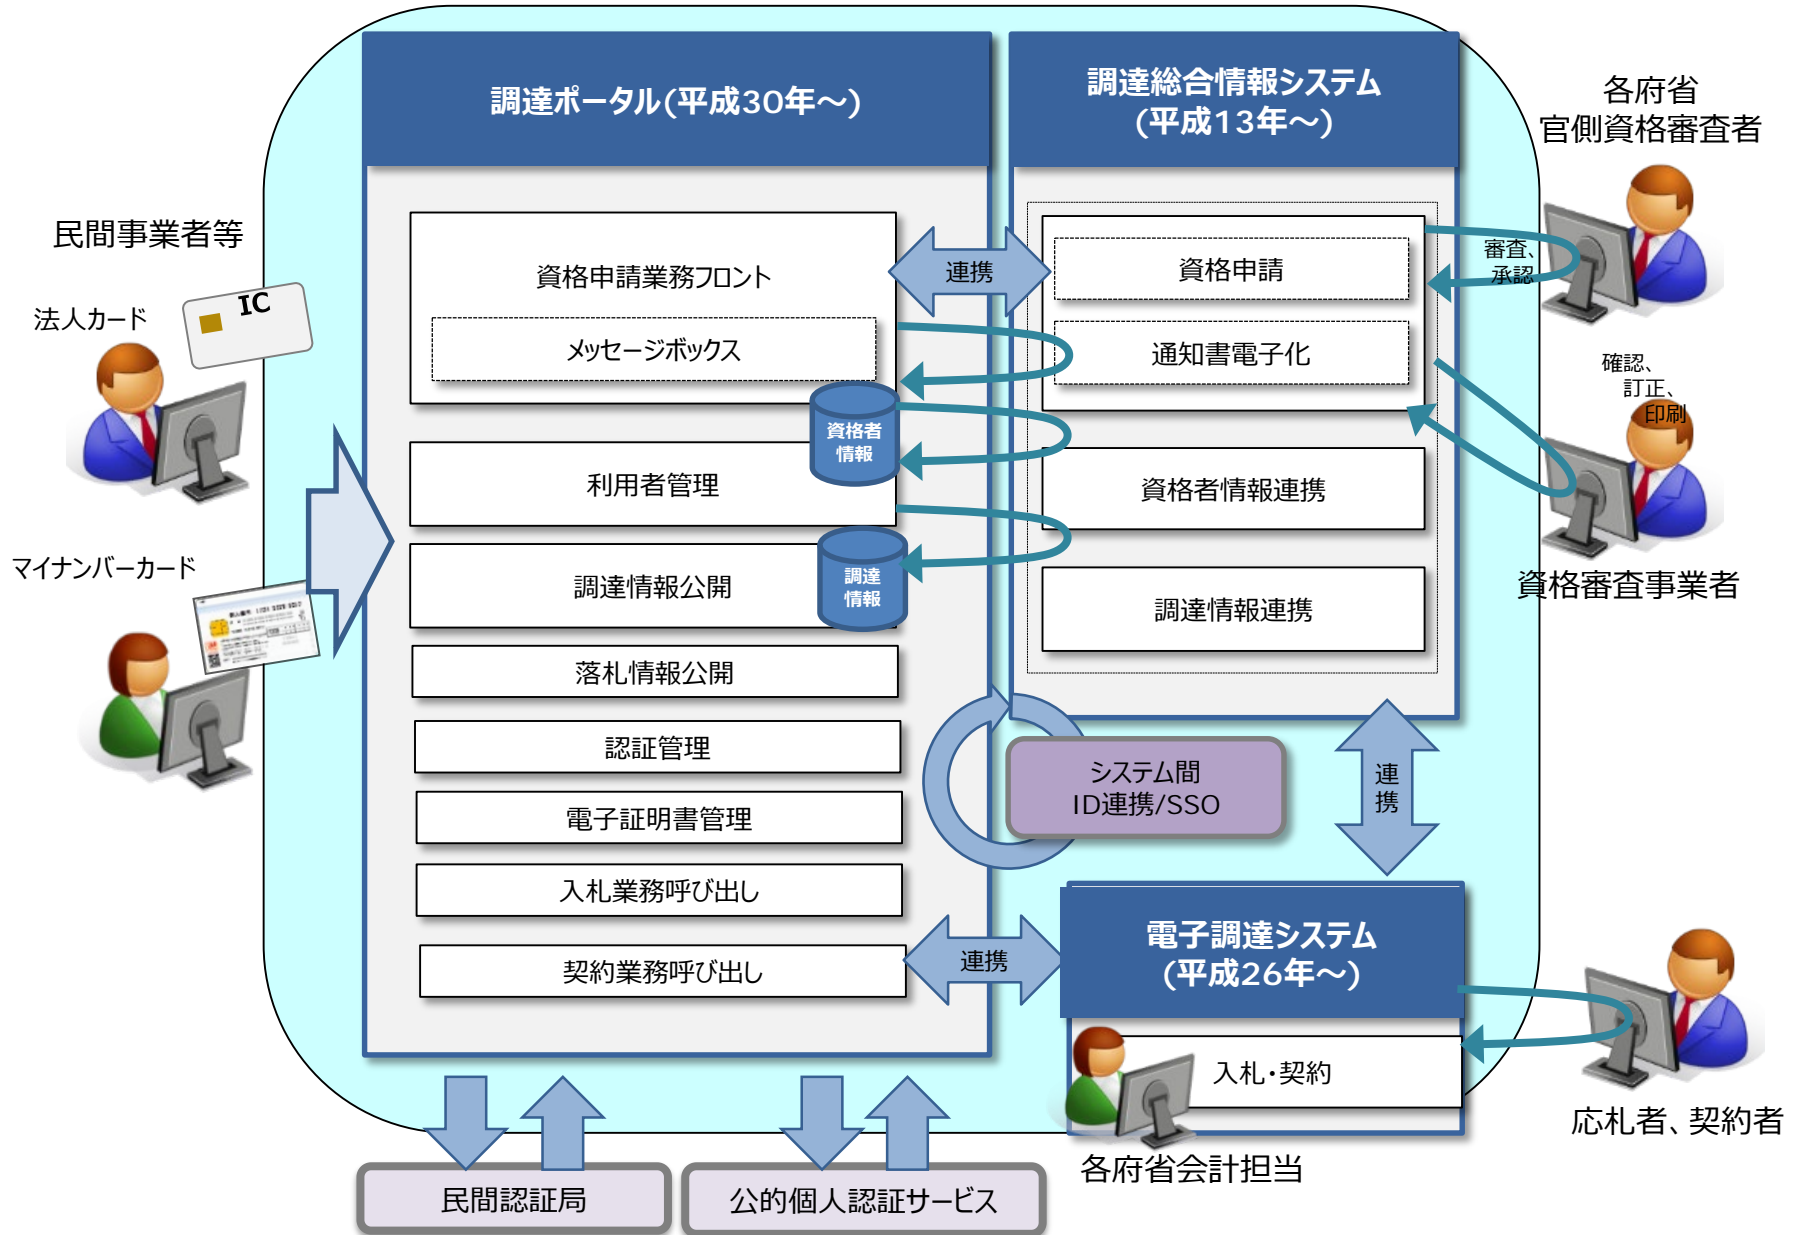 調達ポータル(平成30年～)
調達総合情報システム
(平成13年～)
各府省
官側資格審査者
民間事業者等
法人カード
IC
マイナンバーカード
資格申請業務フロント
メッセージボックス
資格者
情報
利用者管理
調達情報公開
調達
情報
落札情報公開
認証管理
電子証明書管理
入札業務呼び出し
契約業務呼び出し
連携
資格申請
通知書電子化
資格者情報連携
調達情報連携
審査、
承認
確認、
訂正、
印刷
資格審査事業者
システム間
ID連携/SSO
連
携
連携
電子調達システム
(平成26年～)
入札・契約
各府省会計担当
応札者、契約者
民間認証局
公的個人認証サービス